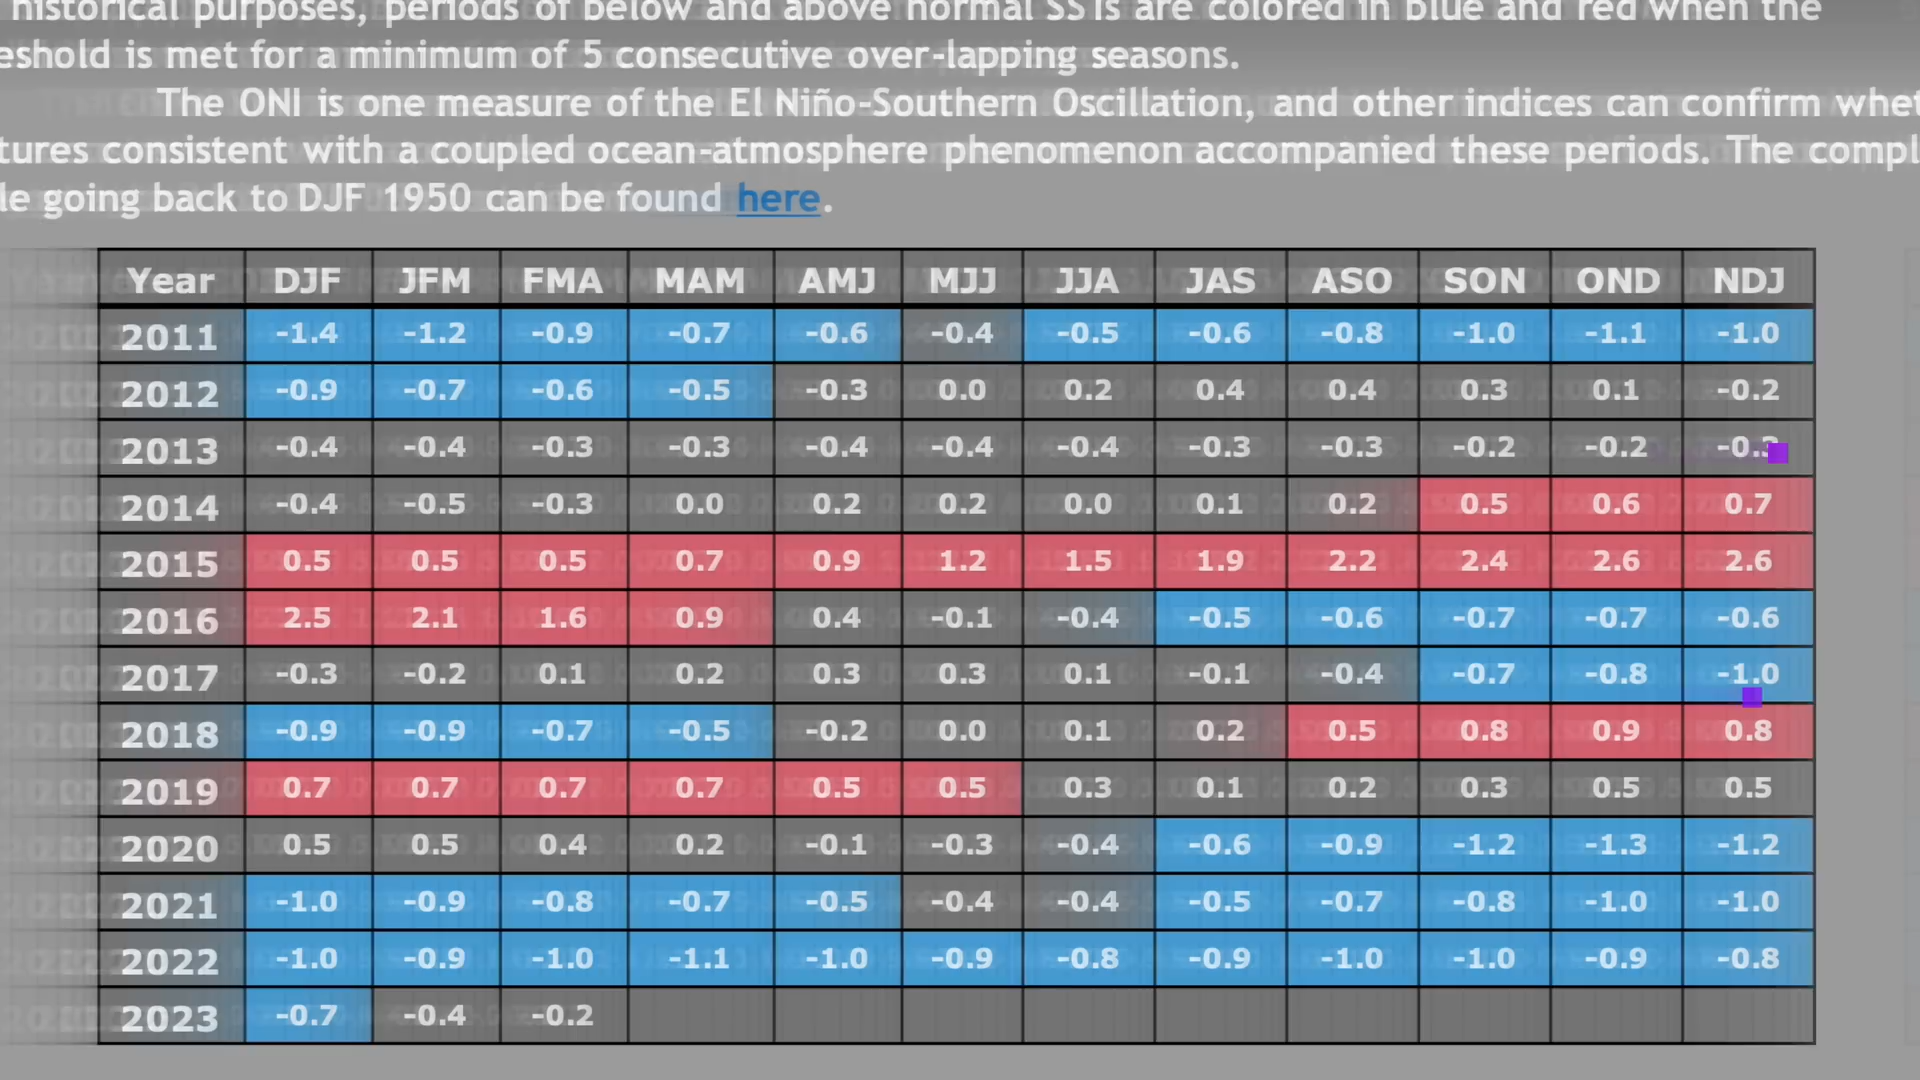 historical purposes, periods of below and above normal SSTs are colored in blue and red when the
eshold is met for a minimum of 5 consecutive over-lapping seasons.
The ONI is one measure of the El Niño-Southern Oscillation, and other indices can confirm whet
tures consistent with a coupled ocean-atmosphere phenomenon accompanied these periods. The compl
le going back to DJF 1950 can be found here.
Year DJF JFM FMA MAM AMJ MJJ JJA JAS ASO SON OND NDJ
2011 -1.4 -1.2 -0.9 -0.7 -0.6 -0.4 -0.5 -0.6 -0.8 -1.0 -1.1 -1.0
2012 -0.9 -0.7 -0.6 -0.5 -0.3 0.0 0.2 0.4 0.4 0.3 0.1 -0.2
2013 -0.4 -0.4 -0.3 -0.3 -0.4 -0.4 -0.4 -0.3 -0.3 -0.2 -0.2 -0.3
2014 -0.4 -0.5 -0.3 0.0 0.2 0.2 0.0 0.1 0.2 0.5 0.6 0.7
2015 0.5 0.5 0.5 0.7 0.9 1.2 1.5 1.9 2.2 2.4 2.6 2.6
2016 2.5 2.1 1.6 0.9 0.4 -0.1 -0.4 -0.5 -0.6 -0.7 -0.7 -0.6
2017 -0.3 -0.2 0.1 0.2 0.3 0.3 0.1 -0.1 -0.4 -0.7 -0.8 -1.0
2018 -0.9 -0.9 -0.7 -0.5 -0.2 0.0 0.1 0.2 0.5 0.8 0.9 0.8
2019 0.7 0.7 0.7 0.7 0.5 0.5 0.3 0.1 0.2 0.3 0.5 0.5
2020 0.5 0.5 0.4 0.2 -0.1 -0.3 -0.4 -0.6 -0.9 -1.2 -1.3 -1.2
2021 -1.0 -0.9 -0.8 -0.7 -0.5 -0.4 -0.4 -0.5 -0.7 -0.8 -1.0 -1.0
2022 -1.0 -0.9 -1.0 -1.1 -1.0 -0.9 -0.8 -0.9 -1.0 -1.0 -0.9 -0.8
2023 -0.7 -0.4 -0.2